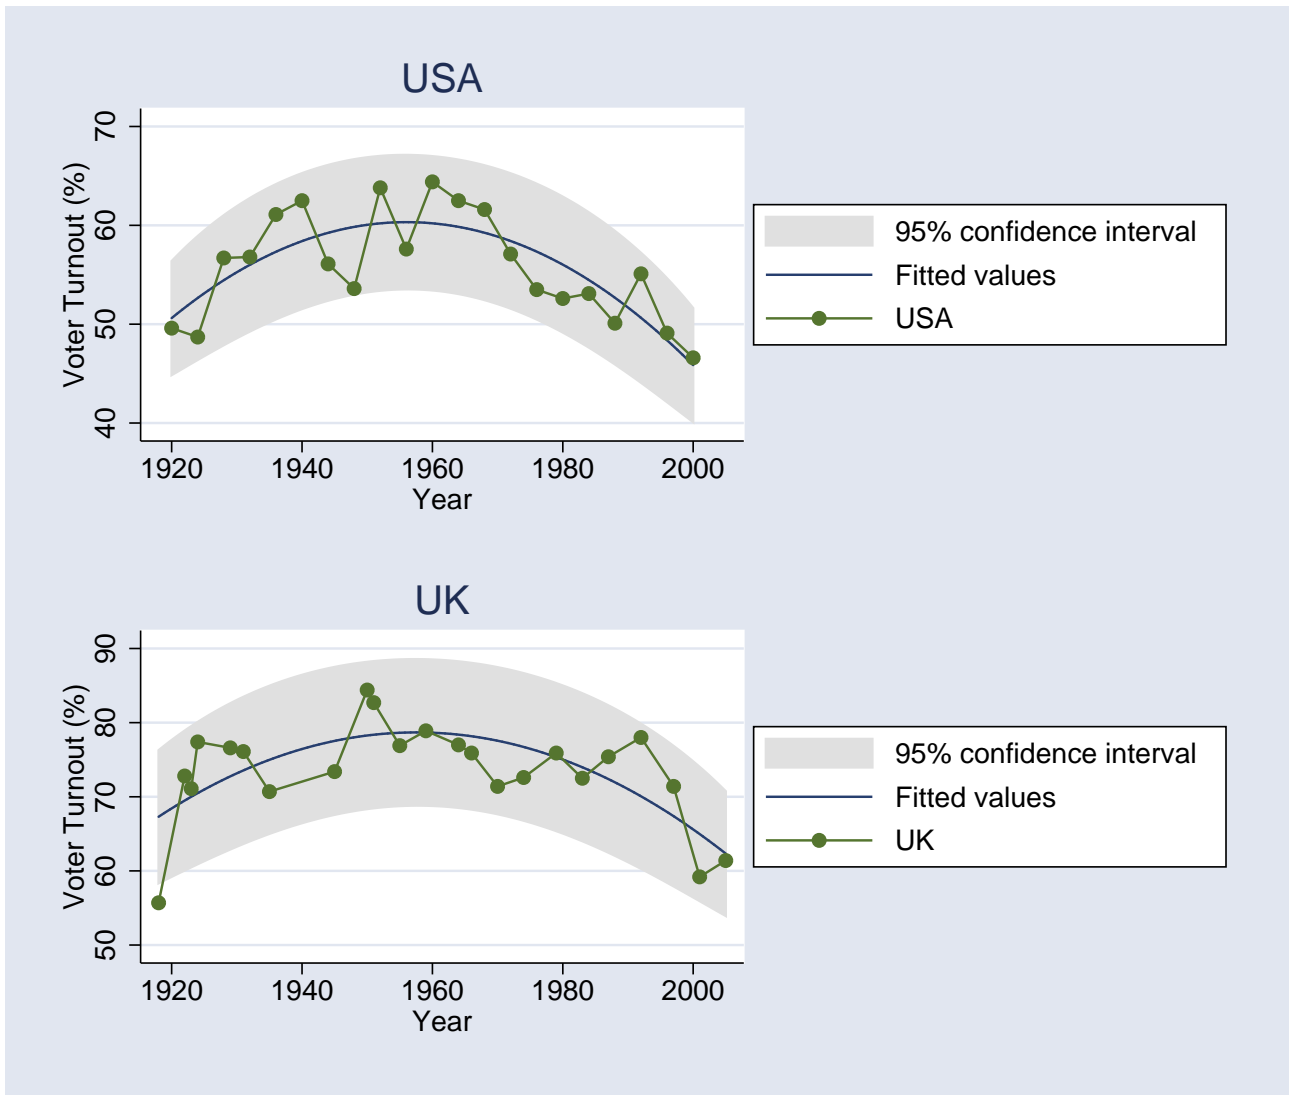 USA
Voter Turnout (%)
70
60
50
40
1920 1940 1960 1980 2000
Year
95% confidence interval
Fitted values
USA
UK
Voter Turnout (%)
90
80
70
60
50
1920 1940 1960 1980 2000
Year
95% confidence interval
Fitted values
UK